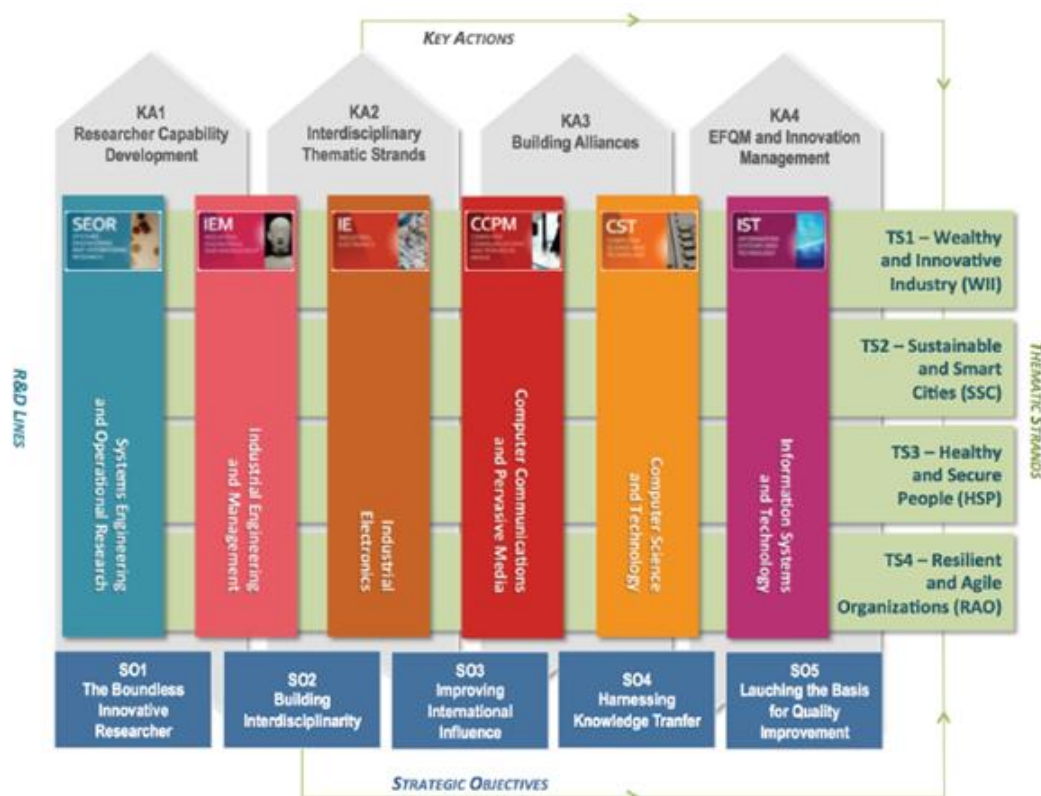 KEY ACTIONS
KA1
Researcher Capability
Development
KA2
Interdisciplinary
Thematic Strands
KA3
Building Alliances
KA4
EFQM and Innovation
Management
SEOR
IEM
IE
CCPM
CST
IST
Systems Engineering
and Operational Research
Industrial Engineering
and Management
Industrial
Electronics
Computer Communications
and Pervasive Media
Computer Science
and Technology
Information Systems
and Technology
TS1 – Wealthy
and Innovative
Industry (WII)
TS2 – Sustainable
and Smart
Cities (SSC)
TS3 – Healthy
and Secure
People (HSP)
TS4 – Resilient
and Agile
Organizations (RAO)
R&D LINES
THEMATIC STRANDS
SO1
The Boundless
Innovative
Researcher
SO2
Building
Interdisciplinarity
SO3
Improving
International
Influence
SO4
Harnessing
Knowledge Tranfer
SO5
Lauching the Basis
for Quality
Improvement
STRATEGIC OBJECTIVES